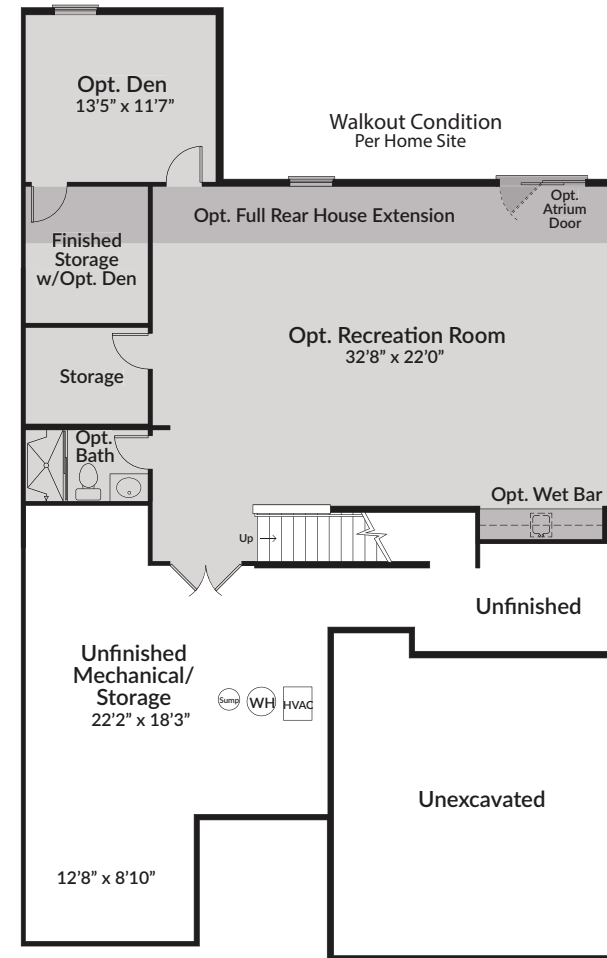 Opt. Den
13’5” x 11’7”
Walkout Condition
Per Home Site
Opt.
Atrium
Door
Opt. Full Rear House Extension
Finished
Storage
w/Opt. Den
Opt. Recreation Room
32’8” x 22’0”
Storage
Opt.
Bath
Opt. Wet Bar
Up
Unfinished
Unfinished
Mechanical/
Storage
22’2” x 18’3”
Sump
WH
HVAC
Unexcavated
12’8” x 8’10”